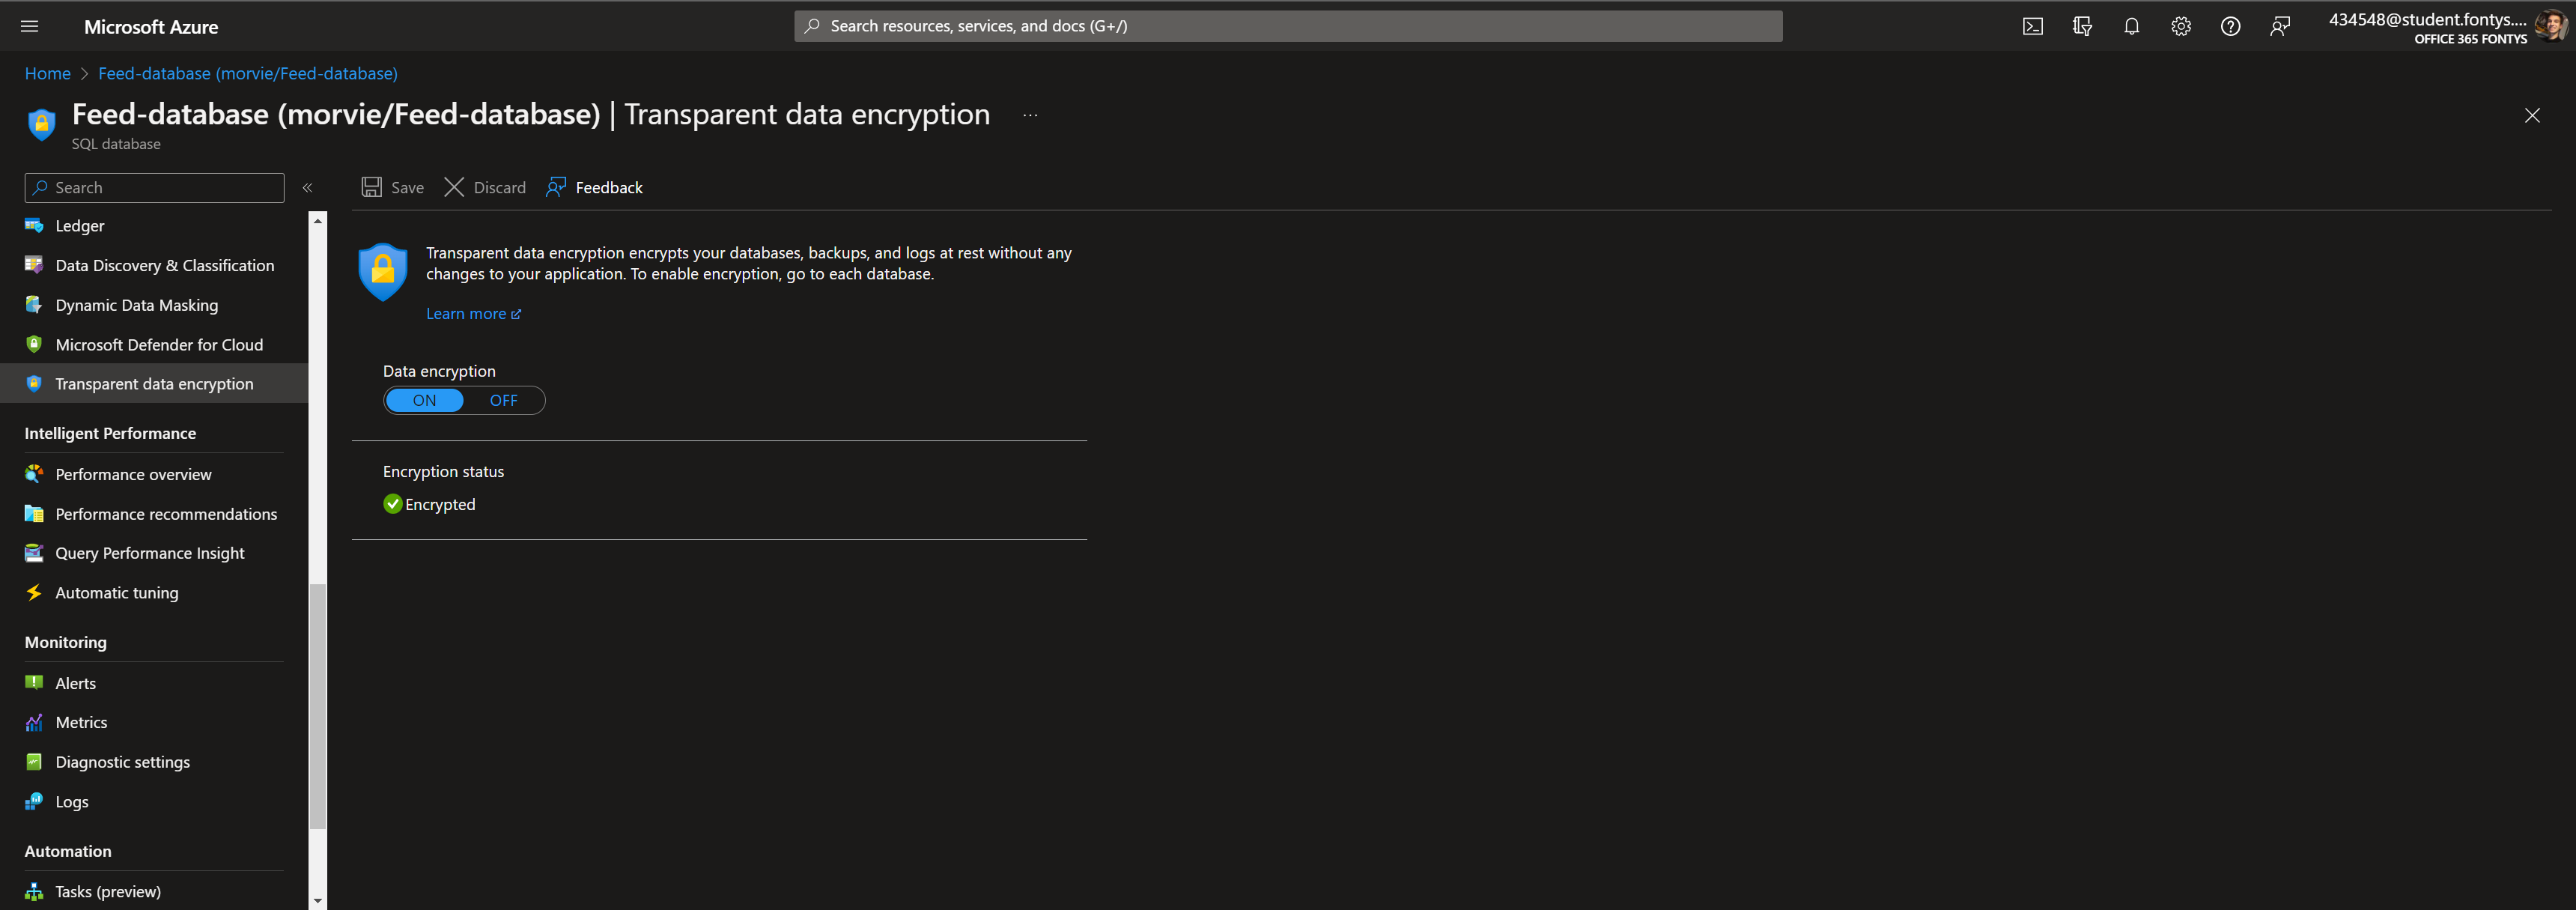 Microsoft Azure
Search resources, services, and docs (G+/)
434548@student.fontys....
OFFICE 365 FONTYS
Home > Feed-database (morvie/Feed-database)
Feed-database (morvie/Feed-database) | Transparent data encryption ...
SQL database
Search
«
Save
Discard
Feedback
Ledger
Data Discovery & Classification
Dynamic Data Masking
Microsoft Defender for Cloud
Transparent data encryption
Intelligent Performance
Performance overview
Performance recommendations
Query Performance Insight
Automatic tuning
Monitoring
Alerts
Metrics
Diagnostic settings
Logs
Automation
Tasks (preview)
Transparent data encryption encrypts your databases, backups, and logs at rest without any
changes to your application. To enable encryption, go to each database.
Learn more
Data encryption
ON OFF
Encryption status
Encrypted